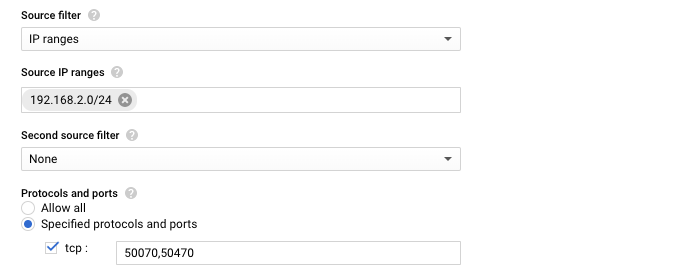 Source filter ?
IP ranges
Source IP ranges ?
192.168.2.0/24
Second source filter ?
None
Protocols and ports ?
Allow all
Specified protocols and ports
tcp : 50070,50470